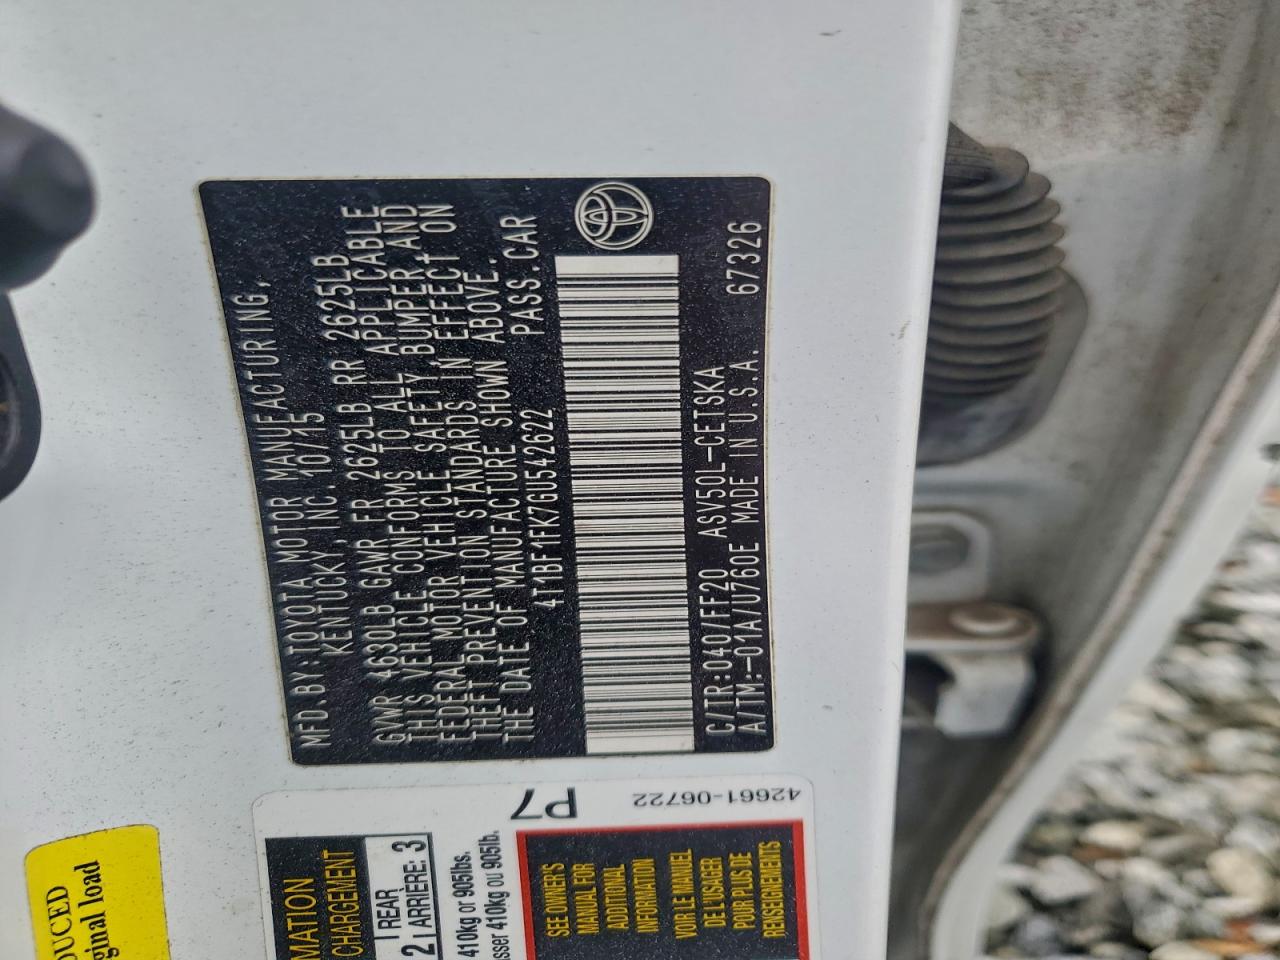 MFD.BY:TOYOTA MOTOR MANUFACTURING,
KENTUCKY,INC. 10/15
GVWR 4630LB GAWR FR 2625LB RR 2625LB
THIS VEHICLE CONFORMS TO ALL APPLICABLE
FEDERAL MOTOR VEHICLE SAFETY,BUMPER,AND
THEFT PREVENTION STANDARDS IN EFFECT ON
THE DATE OF MANUFACTURE SHOWN ABOVE.
4T1BF1FK7GU542622 PASS.CAR
C/TR:040/FF20 ASV50L-CETSKA
A/TM:-01A/U760E MADE IN U.S.A. 67326
P7
42661-06722
MATION
CHARGEMENT
REAR 3
2 ARRIÈRE: 3
410kg or 905lbs.
sser 410kg ou 905lb.
SEE OWNER'S
MANUAL FOR
ADDITIONAL
INFORMATION
VOIR LE MANUEL
DE L'USAGER
POUR PLUS DE
RENSEIGNEMENTS
DUCED
ginal load